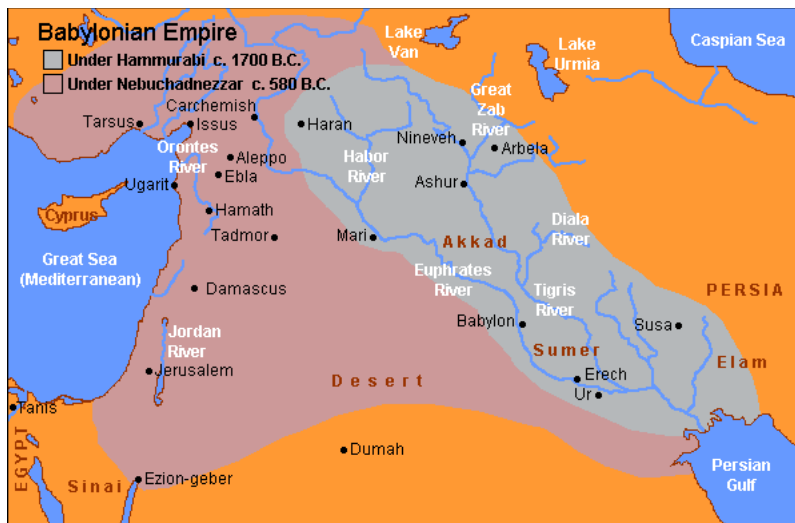 Babylonian Empire
Under Hammurabi c. 1700 B.C.
Under Nebuchadnezzar c. 580 B.C.
Lake
Van
Lake
Urmia
Caspian Sea
Carchemish
Tarsus
Issus
Haran
Great
Zab
River
Nineveh
Arbela
Orontes
River
Aleppo
Ebla
Habor
River
Ashur
Ugarit
Cyprus
Hamath
Tadmor
Mari
Akkad
Diala
River
Great Sea
(Mediterranean)
Euphrates
River
Tigris
River
PERSIA
Damascus
Babylon
Susa
Jordan
River
Sumer
Elam
Jerusalem
Desert
Erech
Ur
Tanis
EGYPT
Sinai
Ezion-geber
Dumah
Persian
Gulf